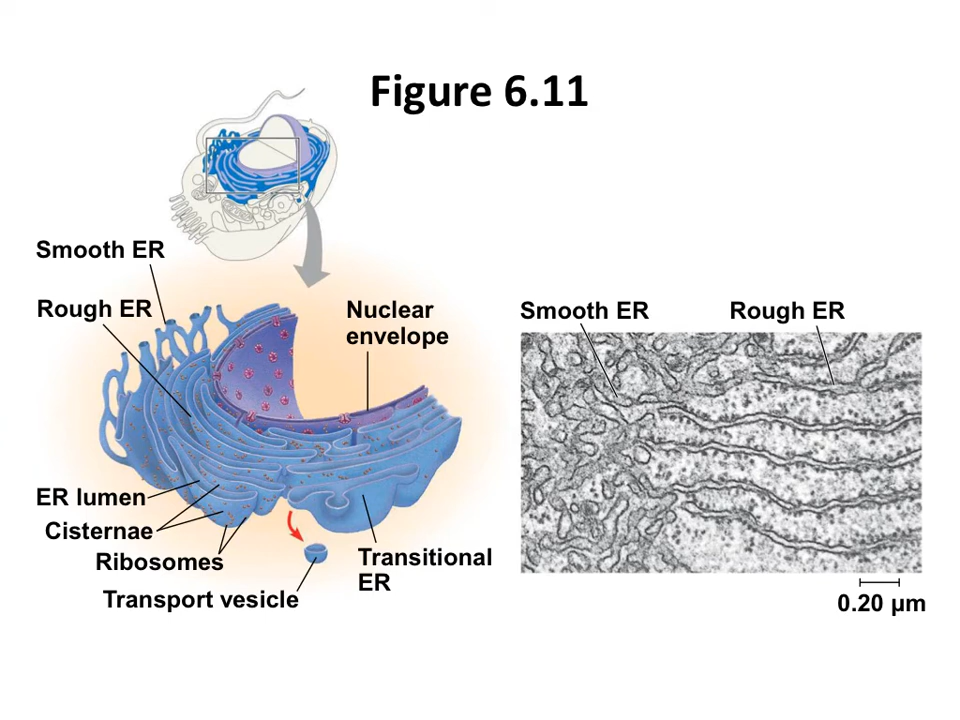 Figure 6.11
Smooth ER
Rough ER
Nuclear
envelope
ER lumen
Cisternae
Ribosomes
Transport vesicle
Transitional
ER
Smooth ER
Rough ER
0.20 μm